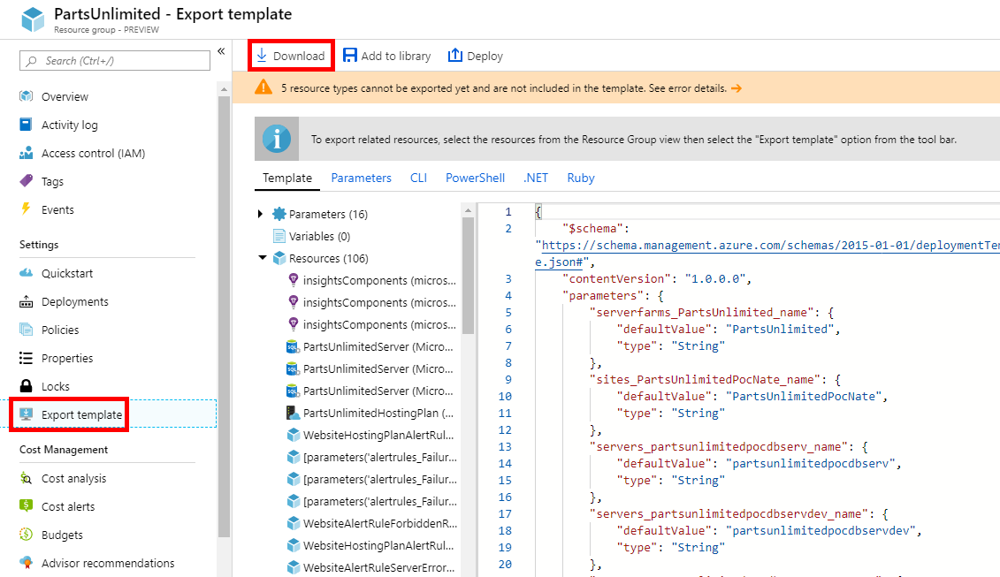 PartsUnlimited - Export template
Resource group - PREVIEW
Search (Ctrl+/)
«
Overview
Activity log
Access control (IAM)
Tags
Events
Settings
Quickstart
Deployments
Policies
Properties
Locks
Export template
Cost Management
Cost analysis
Cost alerts
Budgets
Advisor recommendations
Download
Add to library
Deploy
5 resource types cannot be exported yet and are not included in the template. See error details. →
To export related resources, select the resources from the Resource Group view then select the "Export template" option from the tool bar.
Template Parameters CLI PowerShell .NET Ruby
Parameters (16)
Variables (0)
Resources (106)
insightsComponents (micros...
insightsComponents (micros...
insightsComponents (micros...
PartsUnlimitedServer (Micro...
PartsUnlimitedServer (Micro...
PartsUnlimitedServer (Micro...
PartsUnlimitedHostingPlan (...
WebsiteHostingPlanAlertRul...
[parameters('alertrules_Failur...
[parameters('alertrules_Failur...
[parameters('alertrules_Failur...
WebsiteAlertRuleForbiddenR...
WebsiteHostingPlanAlertRul...
WebsiteAlertRuleServerError...
1 {
2 "$schema":
"https://schema.management.azure.com/schemas/2015-01-01/deploymentTem
e.json#",
3 "contentVersion": "1.0.0.0",
4 "parameters": {
5 "serverfarms_PartsUnlimited_name": {
6 "defaultValue": "PartsUnlimited",
7 "type": "String"
8 },
9 "sites_PartsUnlimitedPocNate_name": {
10 "defaultValue": "PartsUnlimitedPocNate",
11 "type": "String"
12 },
13 "servers_partsunlimitedpocdbserv_name": {
14 "defaultValue": "partsunlimitedpocdbserv",
15 "type": "String"
16 },
17 "servers_partsunlimitedpocdbservdev_name": {
18 "defaultValue": "partsunlimitedpocdbservdev",
19 "type": "String"
20 },